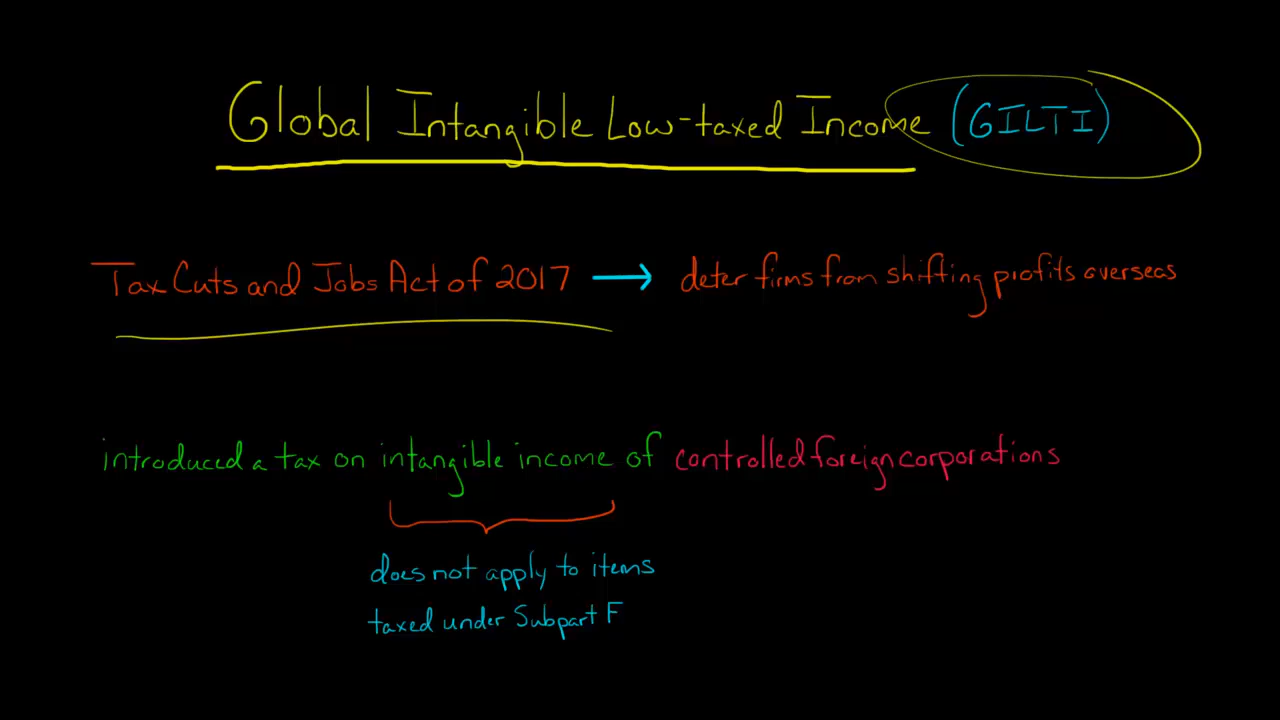 Global Intangible Low-taxed Income (GILTI)
Tax Cuts and Jobs Act of 2017 → deter firms from shifting profits overseas
introduced a tax on intangible income of controlled foreign corporations
does not apply to items
taxed under Subpart F